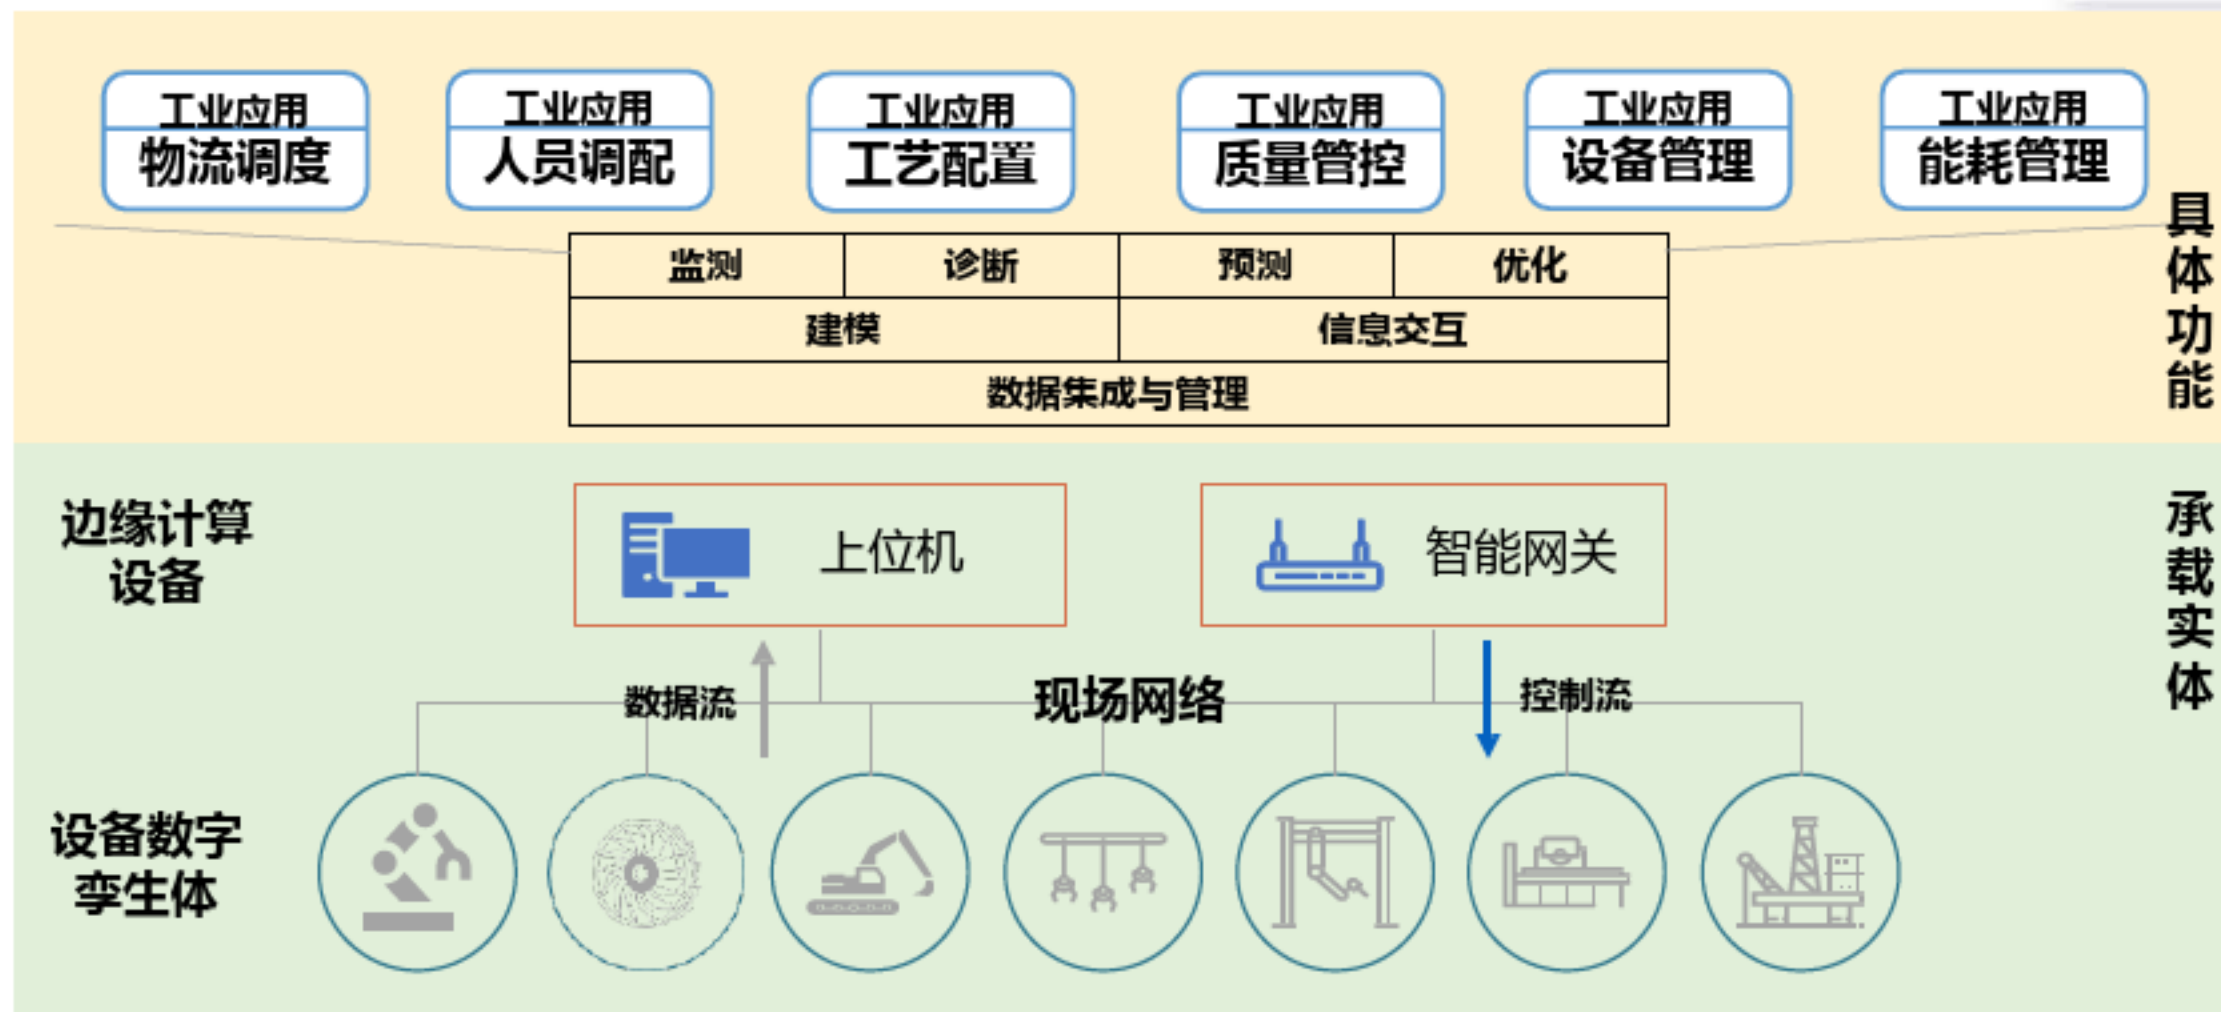 工业应用
物流调度
工业应用
人员调配
工业应用
工艺配置
工业应用
质量管控
工业应用
设备管理
工业应用
能耗管理
具体功能
监测
诊断
预测
优化
建模
信息交互
数据集成与管理
边缘计算
设备
上位机
智能网关
承载实体
数据流
现场网络
控制流
设备数字
孪生体